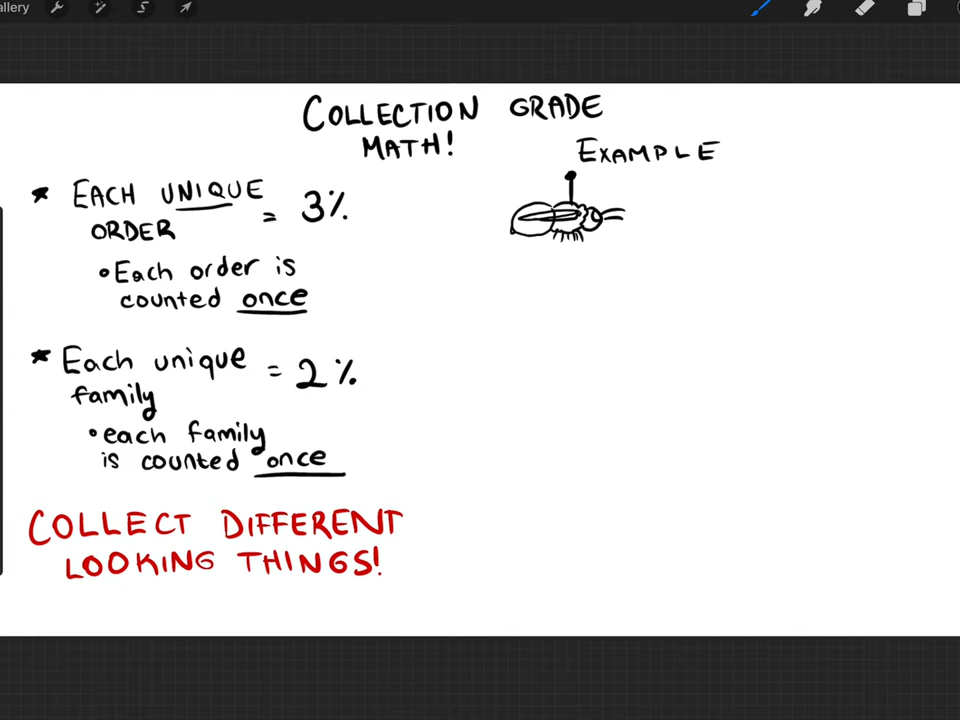 allery
COLLECTION GRADE
MATH!
EXAMPLE
★ EACH UNIQUE
ORDER
= 3%
• Each order is
counted once
★ Each unique
family
= 2%
• each family
is counted once
COLLECT DIFFERENT
LOOKING THINGS!